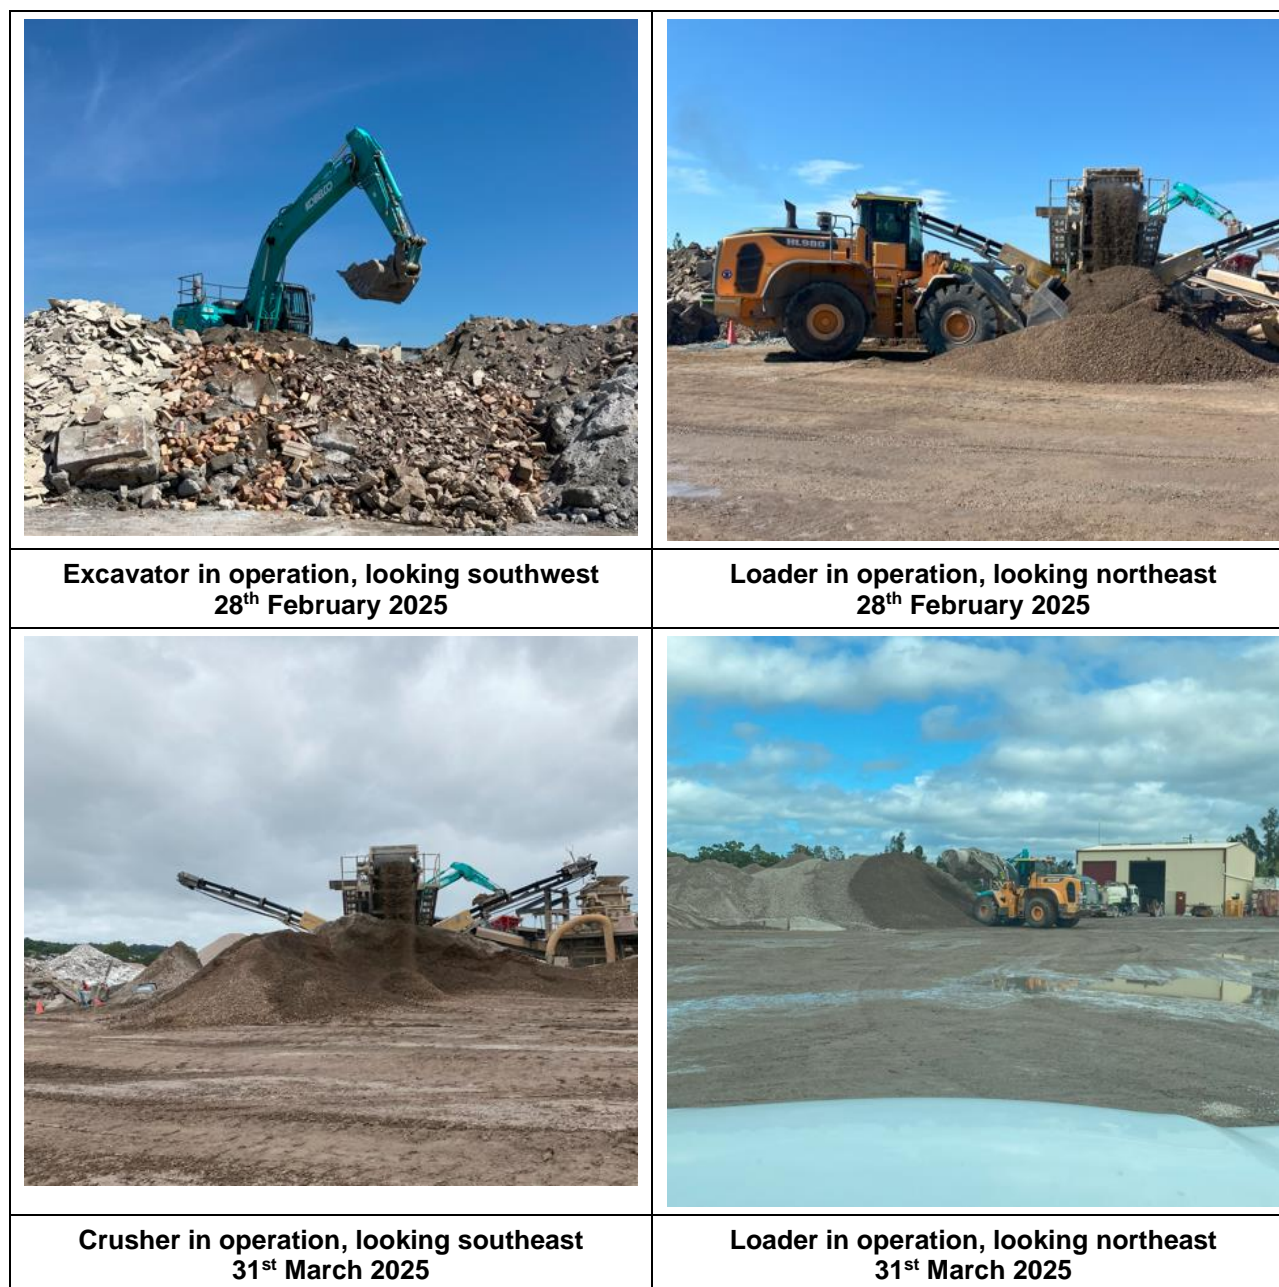 KOBELCO
HL980
Excavator in operation, looking southwest
28th February 2025
Loader in operation, looking northeast
28th February 2025
Crusher in operation, looking southeast
31st March 2025
Loader in operation, looking northeast
31st March 2025